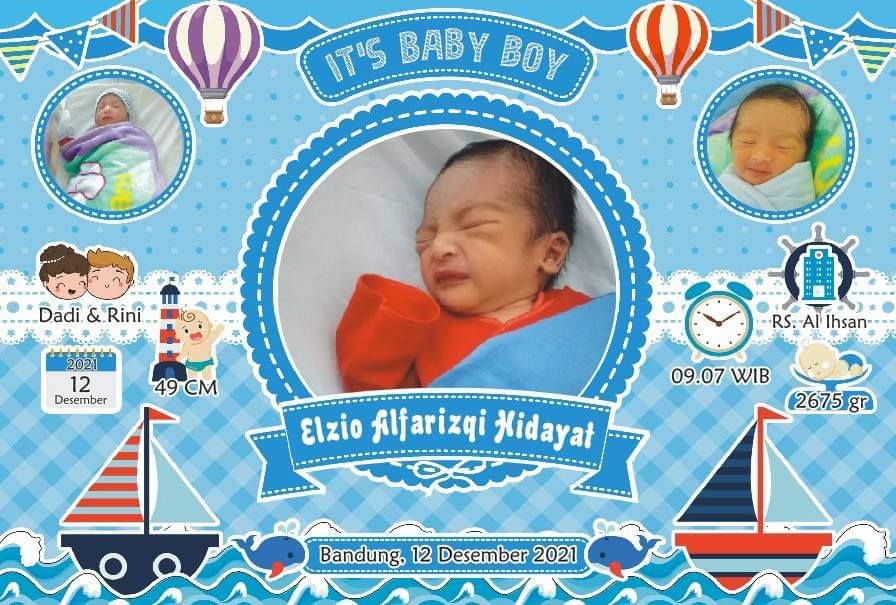 IT'S BABY BOY
Dadi & Rini
2021
12
Desember
49 CM
RS. Al Ihsan
09.07 WIB
2675 gr
Elzio Alfarizqi Hidayat
Bandung, 12 Desember 2021